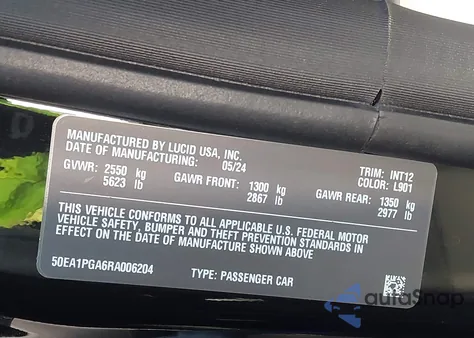 MANUFACTURED BY LUCID USA, INC.
DATE OF MANUFACTURING: 05/24 TRIM: INT12
COLOR: L901
GVWR: 2550 kg GAWR FRONT: 1300 kg GAWR REAR: 1350 kg
5623 lb 2867 lb 2977 lb
THIS VEHICLE CONFORMS TO ALL APPLICABLE U.S. FEDERAL MOTOR
VEHICLE SAFETY, BUMPER AND THEFT PREVENTION STANDARDS IN
EFFECT ON THE DATE OF MANUFACTURE SHOWN ABOVE
50EA1PGA6RA006204 TYPE: PASSENGER CAR
autoSnap